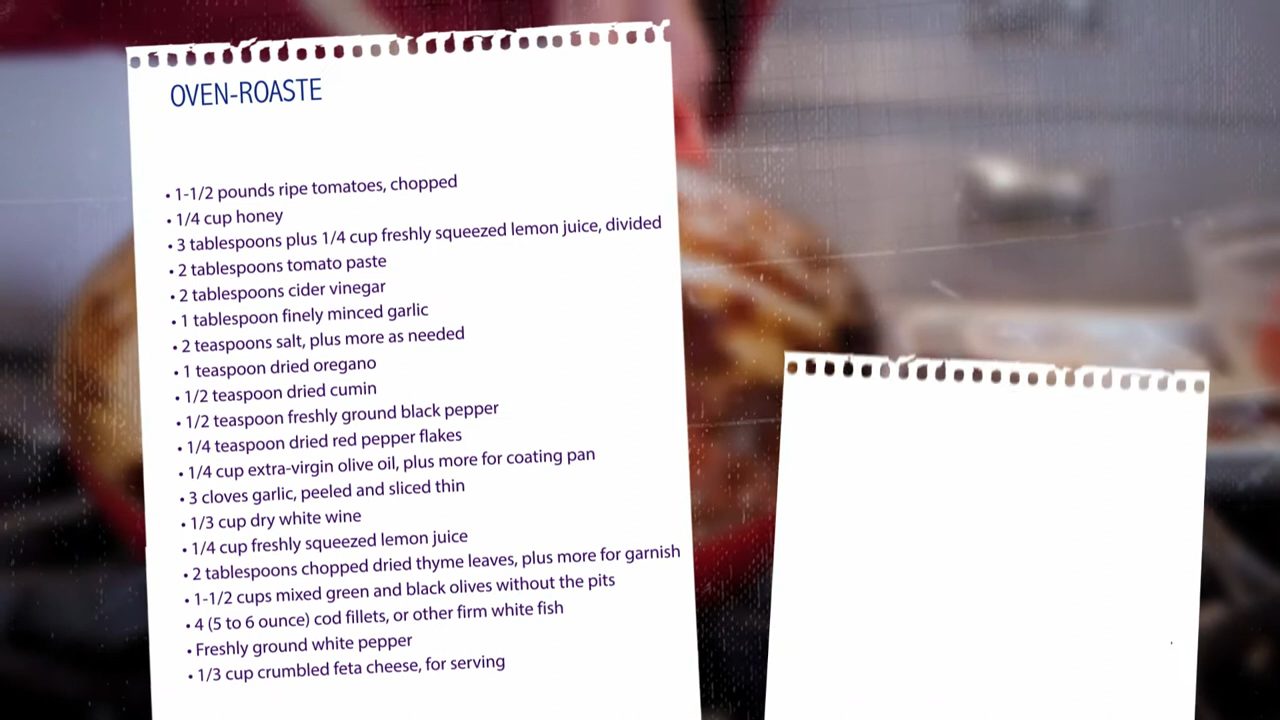 OVEN-ROASTE
• 1-1/2 pounds ripe tomatoes, chopped
• 1/4 cup honey
• 3 tablespoons plus 1/4 cup freshly squeezed lemon juice, divided
• 2 tablespoons tomato paste
• 2 tablespoons cider vinegar
• 1 tablespoon finely minced garlic
• 2 teaspoons salt, plus more as needed
• 1 teaspoon dried oregano
• 1/2 teaspoon dried cumin
• 1/2 teaspoon freshly ground black pepper
• 1/4 teaspoon dried red pepper flakes
• 1/4 cup extra-virgin olive oil, plus more for coating pan
• 3 cloves garlic, peeled and sliced thin
• 1/3 cup dry white wine
• 1/4 cup freshly squeezed lemon juice
• 2 tablespoons chopped dried thyme leaves, plus more for garnish
• 1-1/2 cups mixed green and black olives without the pits
• 4 (5 to 6 ounce) cod fillets, or other firm white fish
• Freshly ground white pepper
• 1/3 cup crumbled feta cheese, for serving